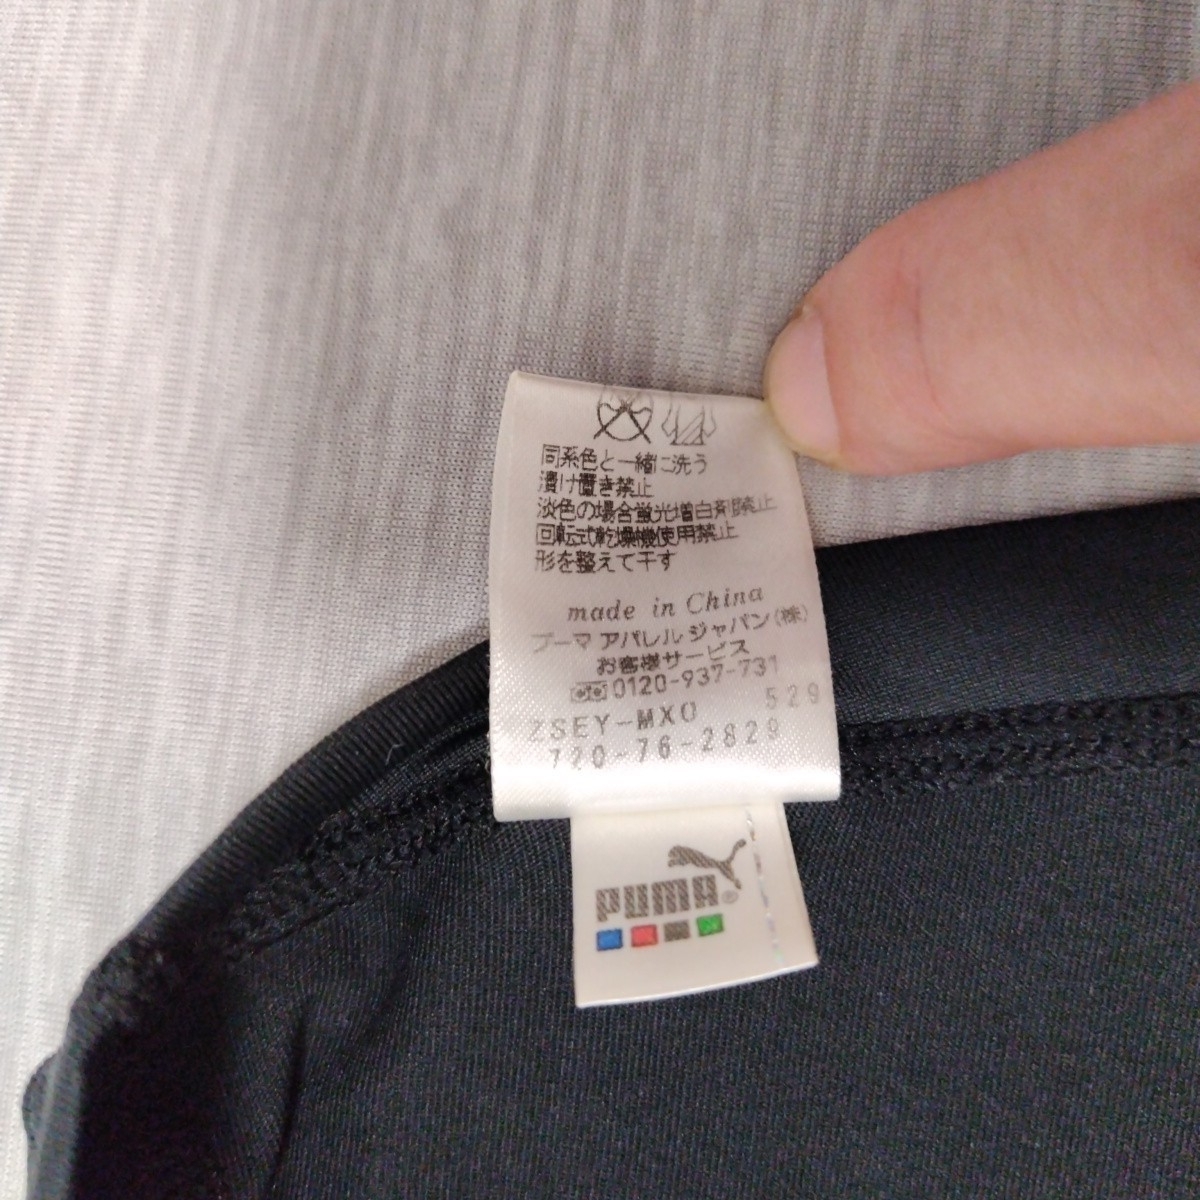 同系色と一緒に洗う
漬け置き禁止
淡色の場合蛍光増白剤禁止
回転式乾燥機使用禁止
形を整えて干す
made in China
プーマ アパレル ジャパン(株)
お客様サービス
0120-937-731
529
ZSEY-MX0
720-76-2829
PUMA®